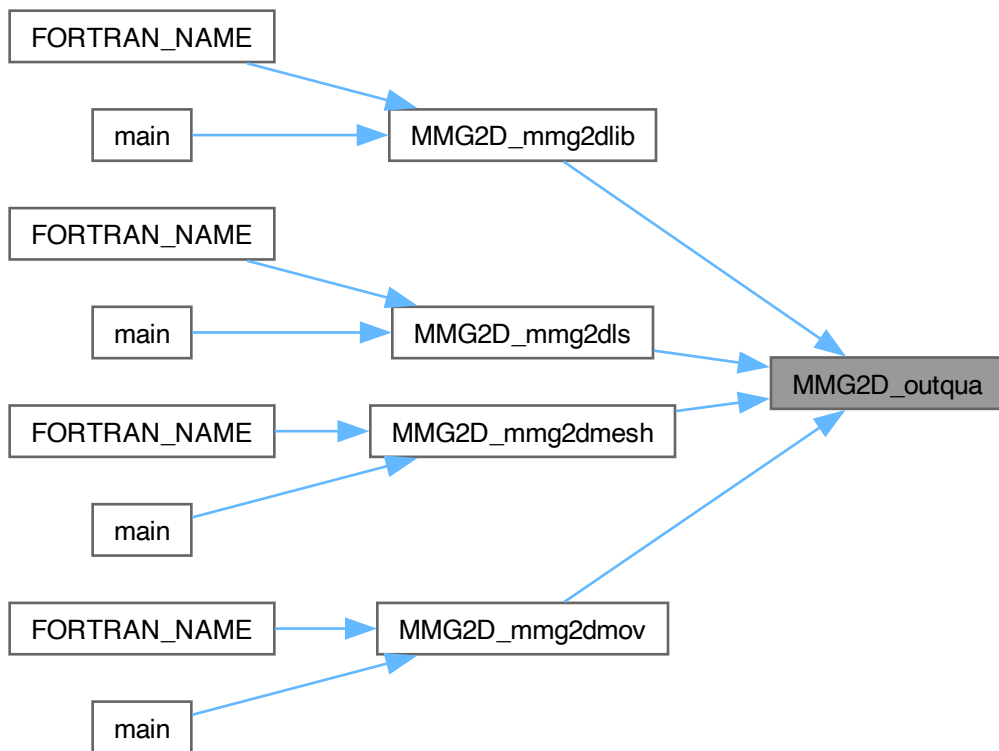 FORTRAN_NAME
main
MMG2D_mmg2dlib
FORTRAN_NAME
main
MMG2D_mmg2dls
MMG2D_outqua
FORTRAN_NAME
MMG2D_mmg2dmesh
main
FORTRAN_NAME
MMG2D_mmg2dmov
main